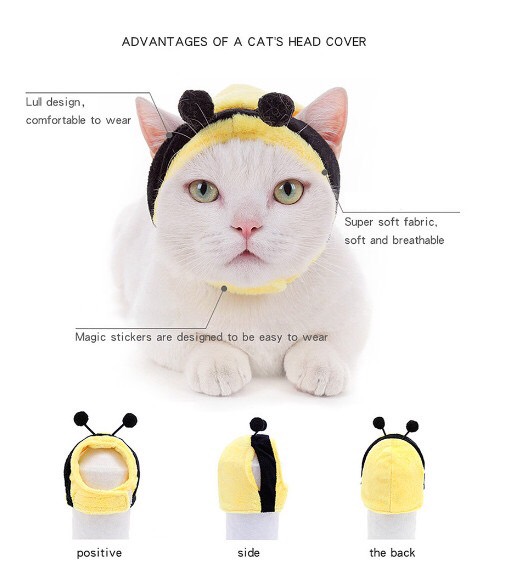 ADVANTAGES OF A CAT'S HEAD COVER
Lull design,
comfortable to wear
Super soft fabric,
soft and breathable
Magic stickers are designed to be easy to wear
positive
side
the back